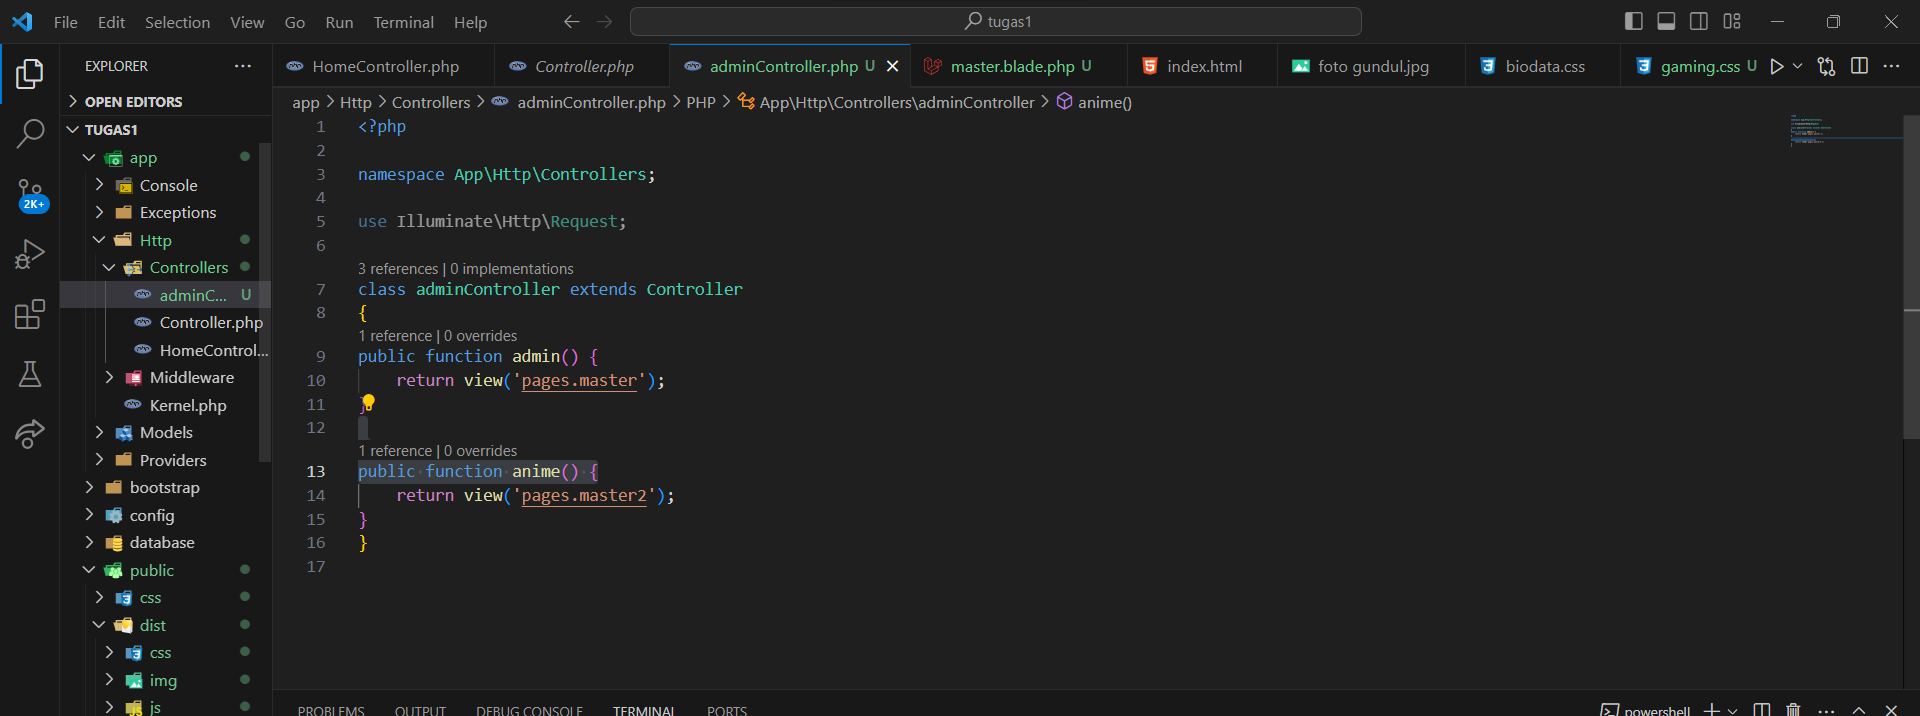 File Edit Selection View Go Run Terminal Help
tugas1
EXPLORER
HomeController.php
Controller.php
adminController.php U
master.blade.php U
index.html
foto gundul.jpg
biodata.css
gaming.css U
app > Http > Controllers > adminController.php > PHP > App\Http\Controllers\adminController > anime()
OPEN EDITORS
TUGAS1
app
Console
Exceptions
Http
Controllers
adminC... U
Controller.php
HomeControl...
Middleware
Kernel.php
Models
Providers
bootstrap
config
database
public
css
dist
css
img
js
2K+
1 <?php
2
3 namespace App\Http\Controllers;
4
5 use Illuminate\Http\Request;
6
3 references | 0 implementations
7 class adminController extends Controller
8 {
1 reference | 0 overrides
9 public function admin() {
10 return view('pages.master');
11 }
12
1 reference | 0 overrides
13 public function anime() {
14 return view('pages.master2');
15 }
16 }
17
PROBLEMS OUTPUT DEBUG CONSOLE TERMINAL PORTS
powershell